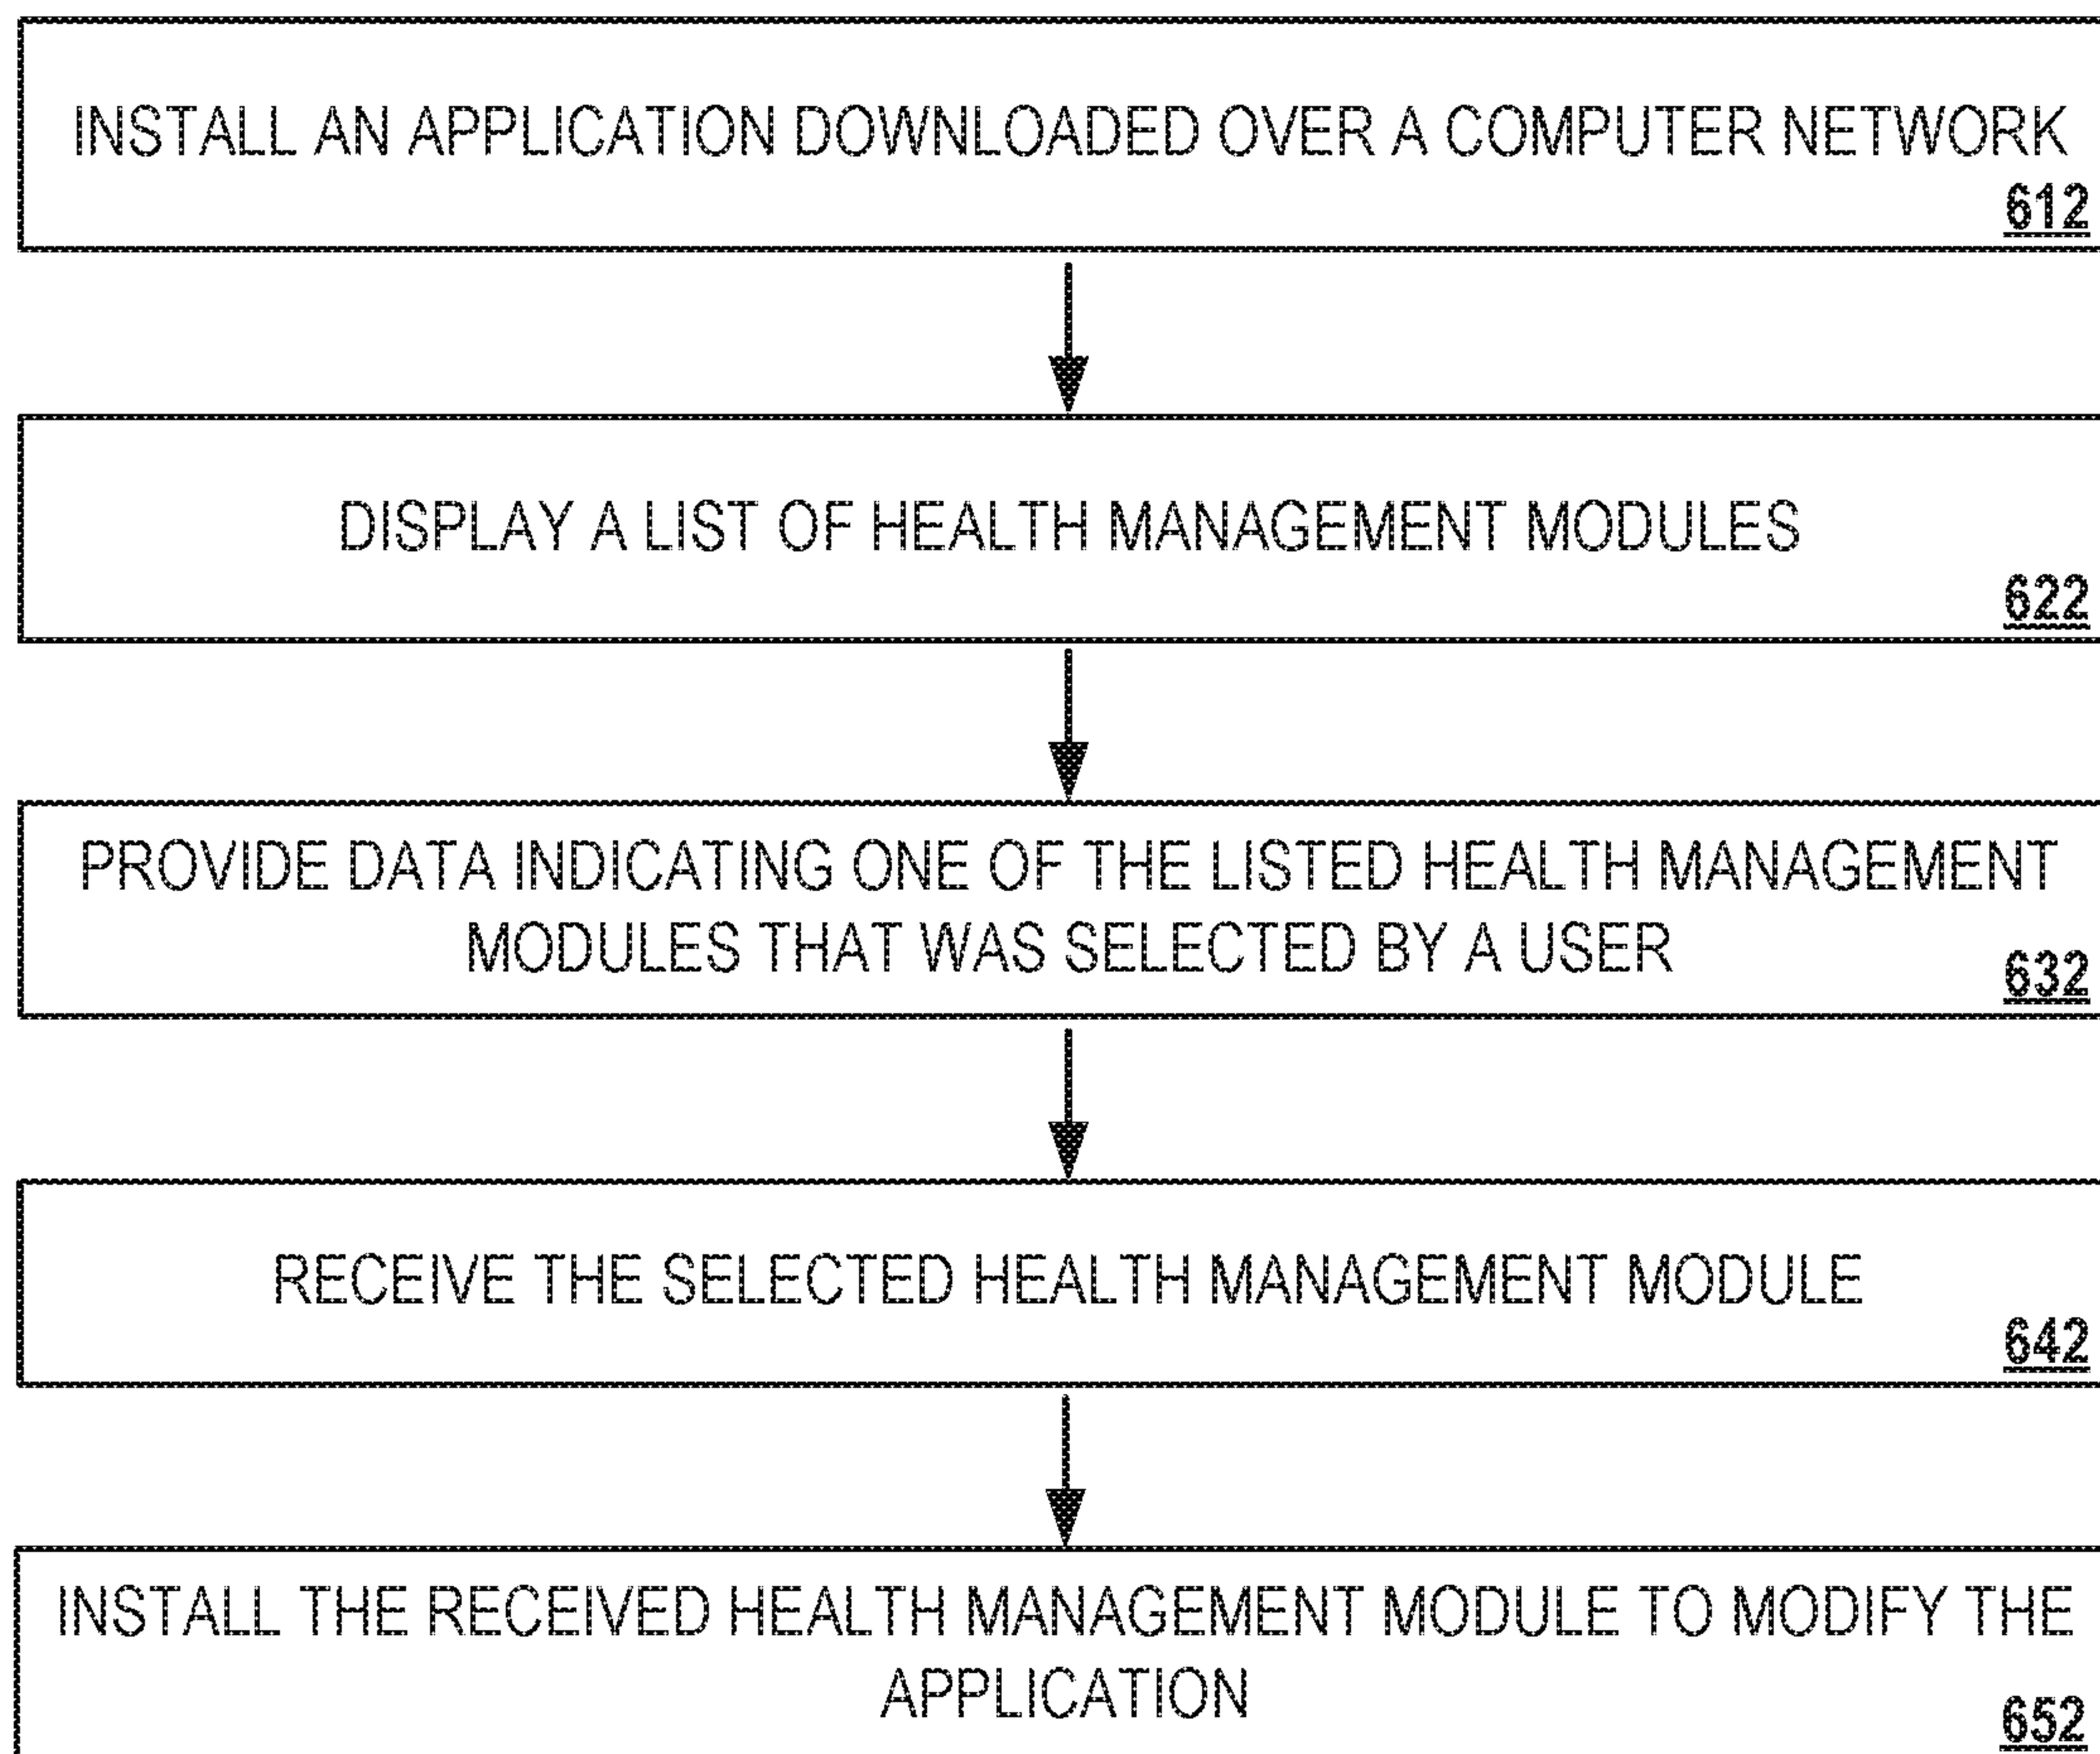 INSTALL AN APPLICATION DOWNLOADED OVER A COMPUTER NETWORK
612
DISPLAY A LIST OF HEALTH MANAGEMENT MODULES
622
PROVIDE DATA INDICATING ONE OF THE LISTED HEALTH MANAGEMENT
MODULES THAT WAS SELECTED BY A USER
632
RECEIVE THE SELECTED HEALTH MANAGEMENT MODULE
642
INSTALL THE RECEIVED HEALTH MANAGEMENT MODULE TO MODIFY THE
APPLICATION
652